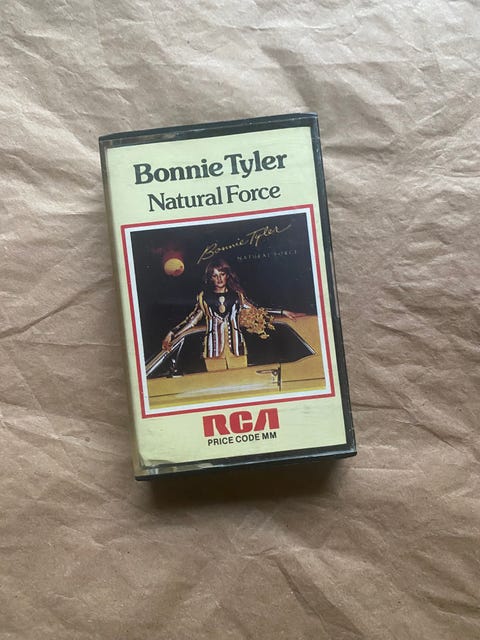 Bonnie Tyler
Natural Force
Bonnie Tyler
NATURAL FORCE
RCA
PRICE CODE MM